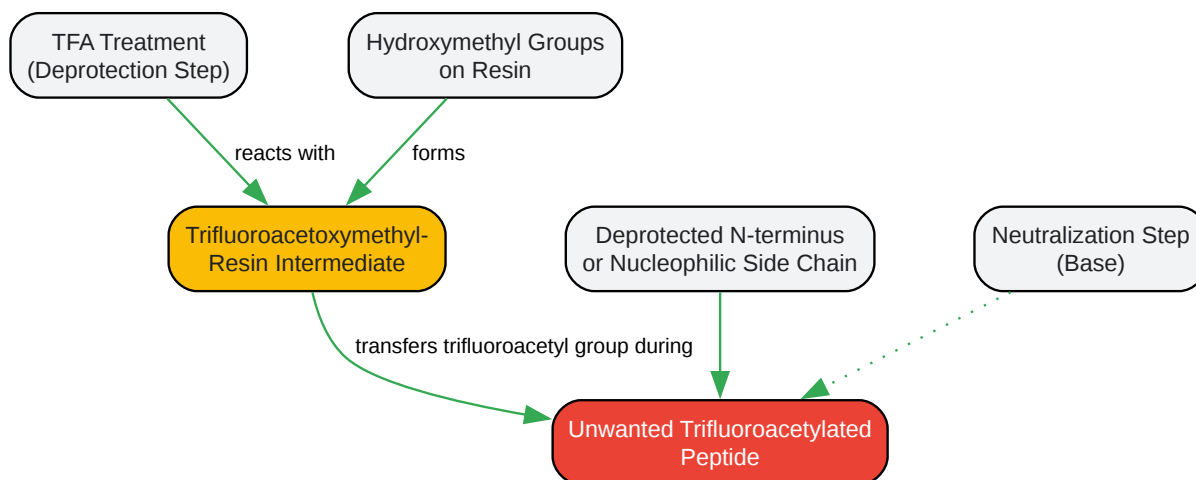 TFA Treatment
(Deprotection Step)
Hydroxymethyl Groups
on Resin
reacts with
forms
Trifluoroacetoxymethyl-
Resin Intermediate
Deprotected N-terminus
or Nucleophilic Side Chain
Neutralization Step
(Base)
transfers trifluoroacetyl group during
Unwanted Trifluoroacetylated
Peptide